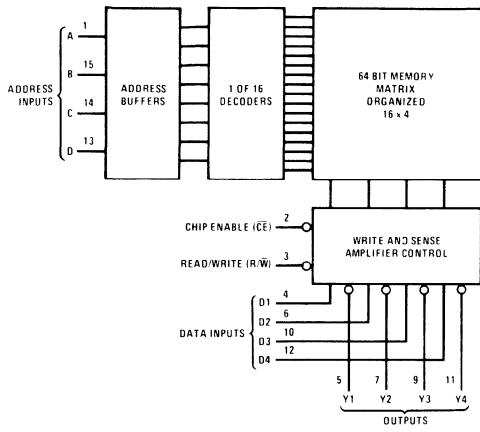 1
A
15
ADDRESS
INPUTS
B
14
C
13
D
ADDRESS
BUFFERS
1 OF 16
DECODERS
64 BIT MEMORY
MATRIX
ORGANIZED
16 x 4
CHIP ENABLE (C̅E̅)
2
READ/WRITE (R/W̅)
3
WRITE AND SENSE
AMPLIFIER CONTROL
DATA INPUTS
D1
4
D2
6
D3
10
D4
12
5
7
9
11
Y1
Y2
Y3
Y4
OUTPUTS